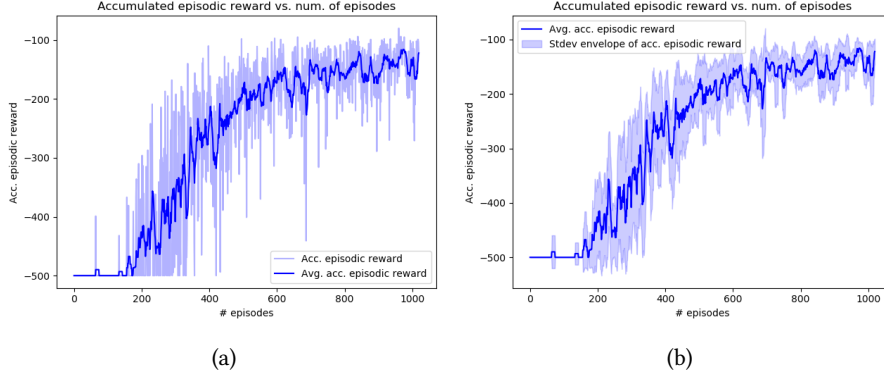 Accumulated episodic reward vs. num. of episodes
Acc. episodic reward
−100
−200
−300
−400
−500
0
200
400
600
800
1000
# episodes
Acc. episodic reward
Avg. acc. episodic reward
(a)
Accumulated episodic reward vs. num. of episodes
Acc. episodic reward
−100
−200
−300
−400
−500
0
200
400
600
800
1000
# episodes
Avg. acc. episodic reward
Stdev envelope of acc. episodic reward
(b)